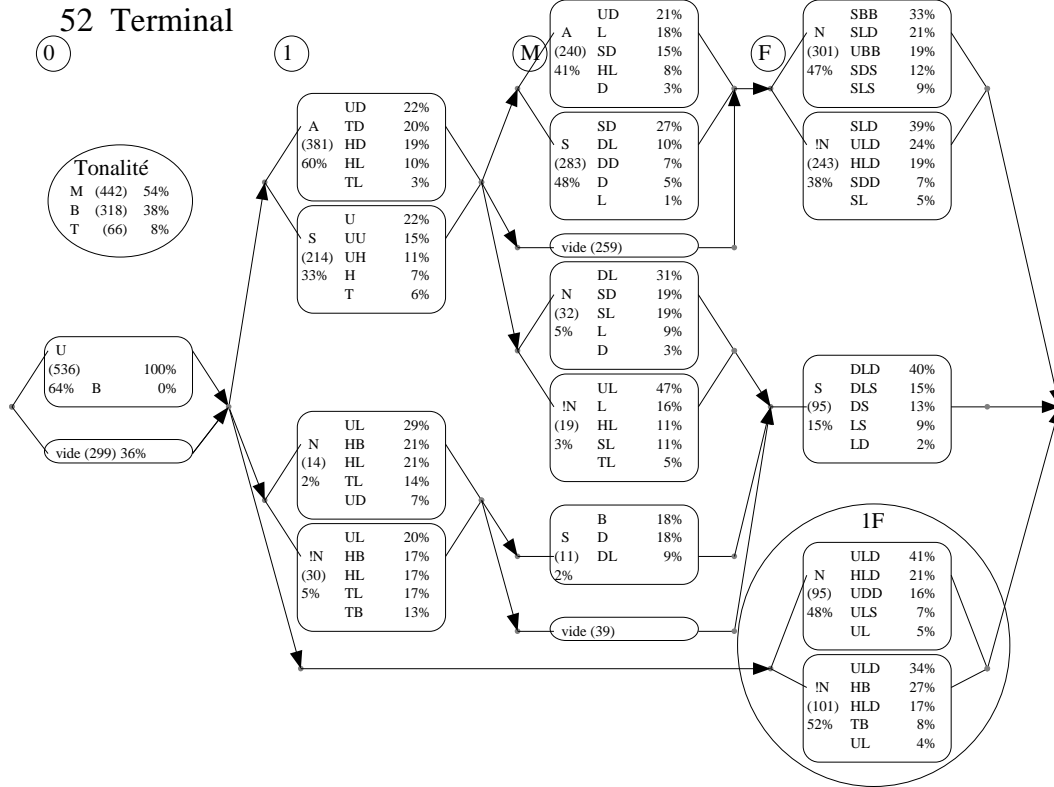 52 Terminal
0
1
M
F
Tonalité
M (442) 54%
B (318) 38%
T (66) 8%
U
(536) 100%
64% B 0%
vide (299) 36%
UD 22%
A TD 20%
(381) HD 19%
60% HL 10%
TL 3%
U 22%
S UU 15%
(214) UH 11%
33% H 7%
T 6%
UL 29%
N HB 21%
(14) HL 21%
2% TL 14%
UD 7%
UL 20%
!N HB 17%
(30) HL 17%
5% TL 17%
TB 13%
UD 21%
A L 18%
(240) SD 15%
41% HL 8%
D 3%
SD 27%
S DL 10%
(283) DD 7%
48% D 5%
L 1%
vide (259)
DL 31%
N SD 19%
(32) SL 19%
5% L 9%
D 3%
UL 47%
!N L 16%
(19) HL 11%
3% SL 11%
TL 5%
B 18%
S D 18%
(11) DL 9%
2%
vide (39)
SBB 33%
N SLD 21%
(301) UBB 19%
47% SDS 12%
SLS 9%
SLD 39%
!N ULD 24%
(243) HLD 19%
38% SDD 7%
SL 5%
DLD 40%
S DLS 15%
(95) DS 13%
15% LS 9%
LD 2%
1F
ULD 41%
N HLD 21%
(95) UDD 16%
48% ULS 7%
UL 5%
ULD 34%
!N HB 27%
(101) HLD 17%
52% TB 8%
UL 4%